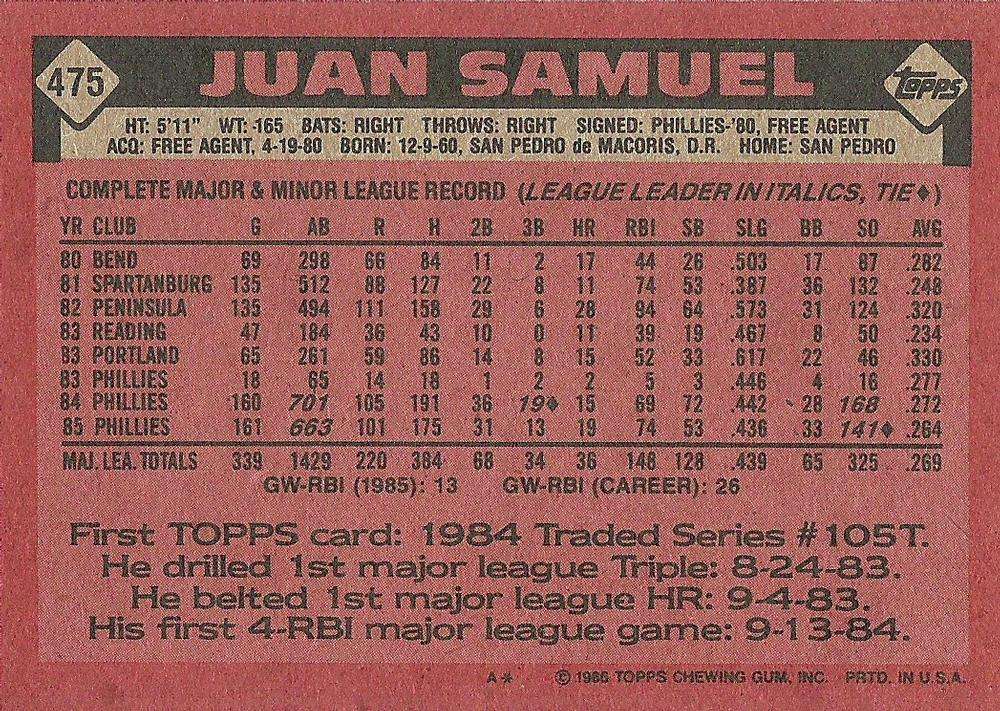 475 JUAN SAMUEL topps
HT: 5'11" WT: 165 BATS: RIGHT THROWS: RIGHT SIGNED: PHILLIES-'80, FREE AGENT
ACQ: FREE AGENT, 4-19-80 BORN: 12-9-60, SAN PEDRO de MACORIS, D.R. HOME: SAN PEDRO
COMPLETE MAJOR & MINOR LEAGUE RECORD (LEAGUE LEADER IN ITALICS, TIE♦)
YR CLUB G AB R H 2B 3B HR RBI SB SLG BB SO AVG
80 BEND 69 298 66 84 11 2 17 44 26 .503 17 87 .282
81 SPARTANBURG 135 512 88 127 22 8 11 74 53 .387 36 132 .248
82 PENINSULA 135 494 111 158 29 6 28 94 64 .573 31 124 .320
83 READING 47 184 36 43 10 0 11 39 19 .467 8 50 .234
83 PORTLAND 65 261 59 86 14 8 15 52 33 .617 22 46 .330
83 PHILLIES 18 65 14 18 1 2 2 5 3 .446 4 16 .277
84 PHILLIES 160 701 105 191 36 19♦ 15 69 72 .442 28 168 .272
85 PHILLIES 161 663 101 175 31 13 19 74 53 .436 33 141♦ .264
MAJ. LEA. TOTALS 339 1429 220 384 68 34 36 148 128 .439 65 325 .269
GW-RBI (1985): 13 GW-RBI (CAREER): 26
First TOPPS card: 1984 Traded Series #105T.
He drilled 1st major league Triple: 8-24-83.
He belted 1st major league HR: 9-4-83.
His first 4-RBI major league game: 9-13-84.
A* © 1986 TOPPS CHEWING GUM, INC. PRTD. IN U.S.A.